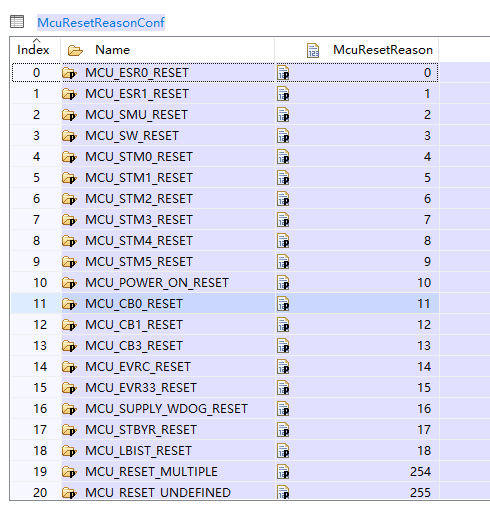 McuResetReasonConf
Index Name McuResetReason
0 MCU_ESR0_RESET 0
1 MCU_ESR1_RESET 1
2 MCU_SMU_RESET 2
3 MCU_SW_RESET 3
4 MCU_STM0_RESET 4
5 MCU_STM1_RESET 5
6 MCU_STM2_RESET 6
7 MCU_STM3_RESET 7
8 MCU_STM4_RESET 8
9 MCU_STM5_RESET 9
10 MCU_POWER_ON_RESET 10
11 MCU_CB0_RESET 11
12 MCU_CB1_RESET 12
13 MCU_CB3_RESET 13
14 MCU_EVRC_RESET 14
15 MCU_EVR33_RESET 15
16 MCU_SUPPLY_WDOG_RESET 16
17 MCU_STBYR_RESET 17
18 MCU_LBIST_RESET 18
19 MCU_RESET_MULTIPLE 254
20 MCU_RESET_UNDEFINED 255